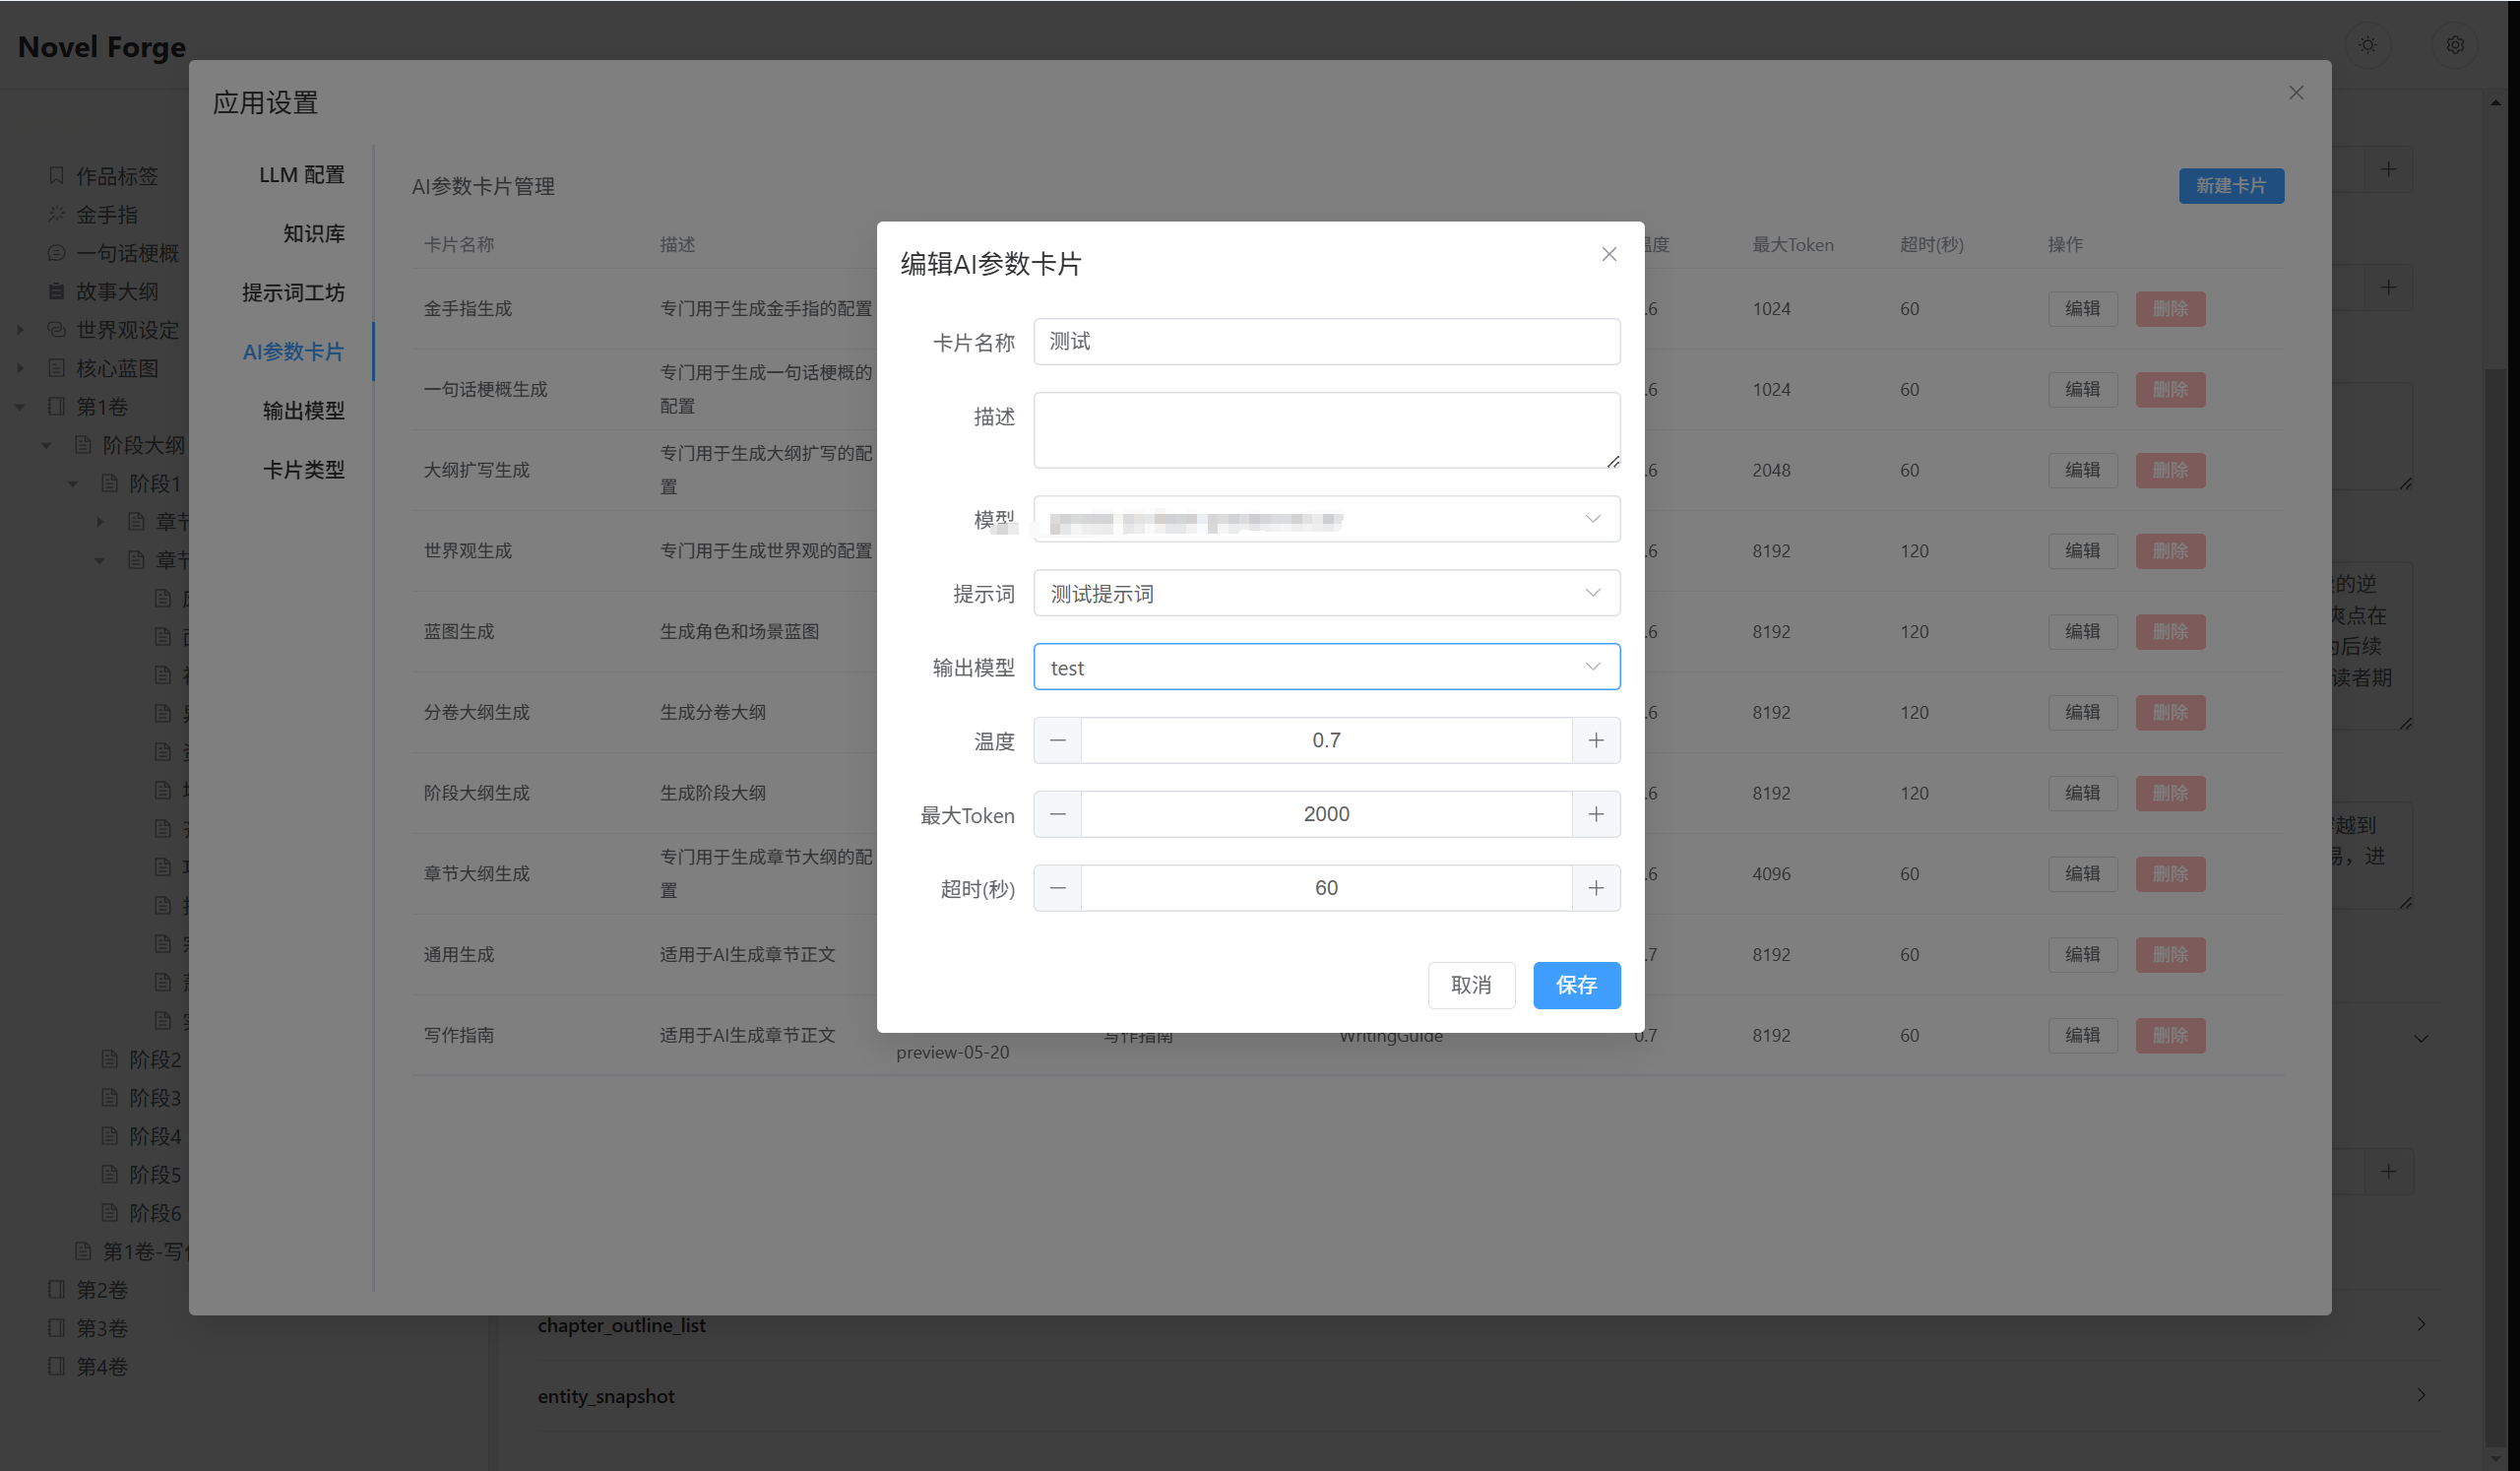 Novel Forge
作品标签
金手指
一句话梗概
故事大纲
世界观设定
核心蓝图
第1卷
阶段大纲
阶段1
阶段2
阶段3
阶段4
阶段5
阶段6
第1卷-写
第2卷
第3卷
第4卷
应用设置
LLM 配置
知识库
提示词工坊
AI参数卡片
输出模型
卡片类型
AI参数卡片管理
新建卡片
卡片名称 描述 温度 最大Token 超时(秒) 操作
金手指生成 专门用于生成金手指的配置 .6 1024 60 编辑 删除
一句话梗概生成 专门用于生成一句话梗概的 .6 1024 60 编辑 删除
配置
大纲扩写生成 专门用于生成大纲扩写的配 .6 2048 60 编辑 删除
置
世界观生成 专门用于生成世界观的配置 .6 8192 120 编辑 删除
蓝图生成 生成角色和场景蓝图 .6 8192 120 编辑 删除
分卷大纲生成 生成分卷大纲 .6 8192 120 编辑 删除
阶段大纲生成 生成阶段大纲 .6 8192 120 编辑 删除
章节大纲生成 专门用于生成章节大纲的配 .6 4096 60 编辑 删除
置
通用生成 适用于AI生成章节正文 .7 8192 60 编辑 删除
写作指南 适用于AI生成章节正文 写作指南 WritingGuide 0.7 8192 60 编辑 删除
preview-05-20
编辑AI参数卡片
卡片名称 测试
描述
模型
提示词 测试提示词
输出模型 test
温度 0.7
最大Token 2000
超时(秒) 60
取消 保存
的逆
爽点在
后续
读者期
越到
易，进
chapter_outline_list
entity_snapshot